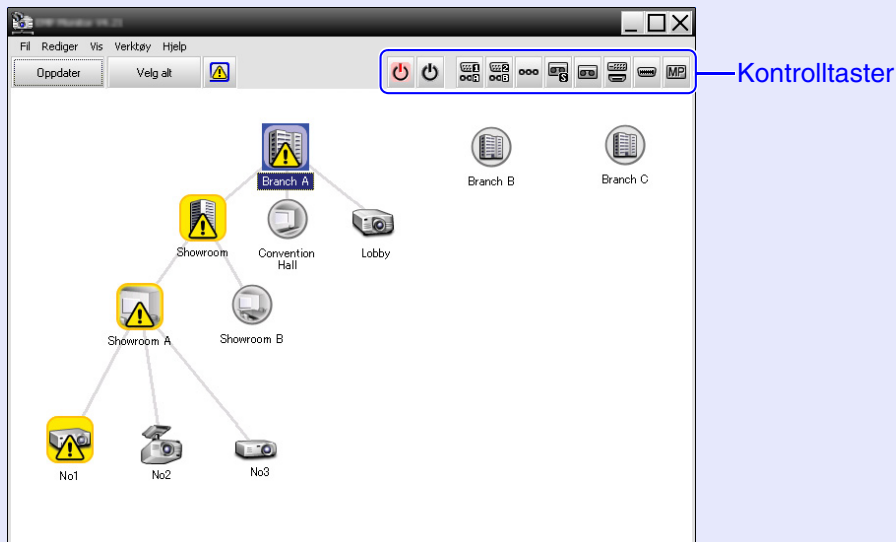 Fil Rediger Vis Verktøy Hjelp
Oppdater Velg alt MP
Kontrolltaster
Branch A
Branch B
Branch C
Showroom
Convention
Hall
Lobby
Showroom A
Showroom B
No1
No2
No3